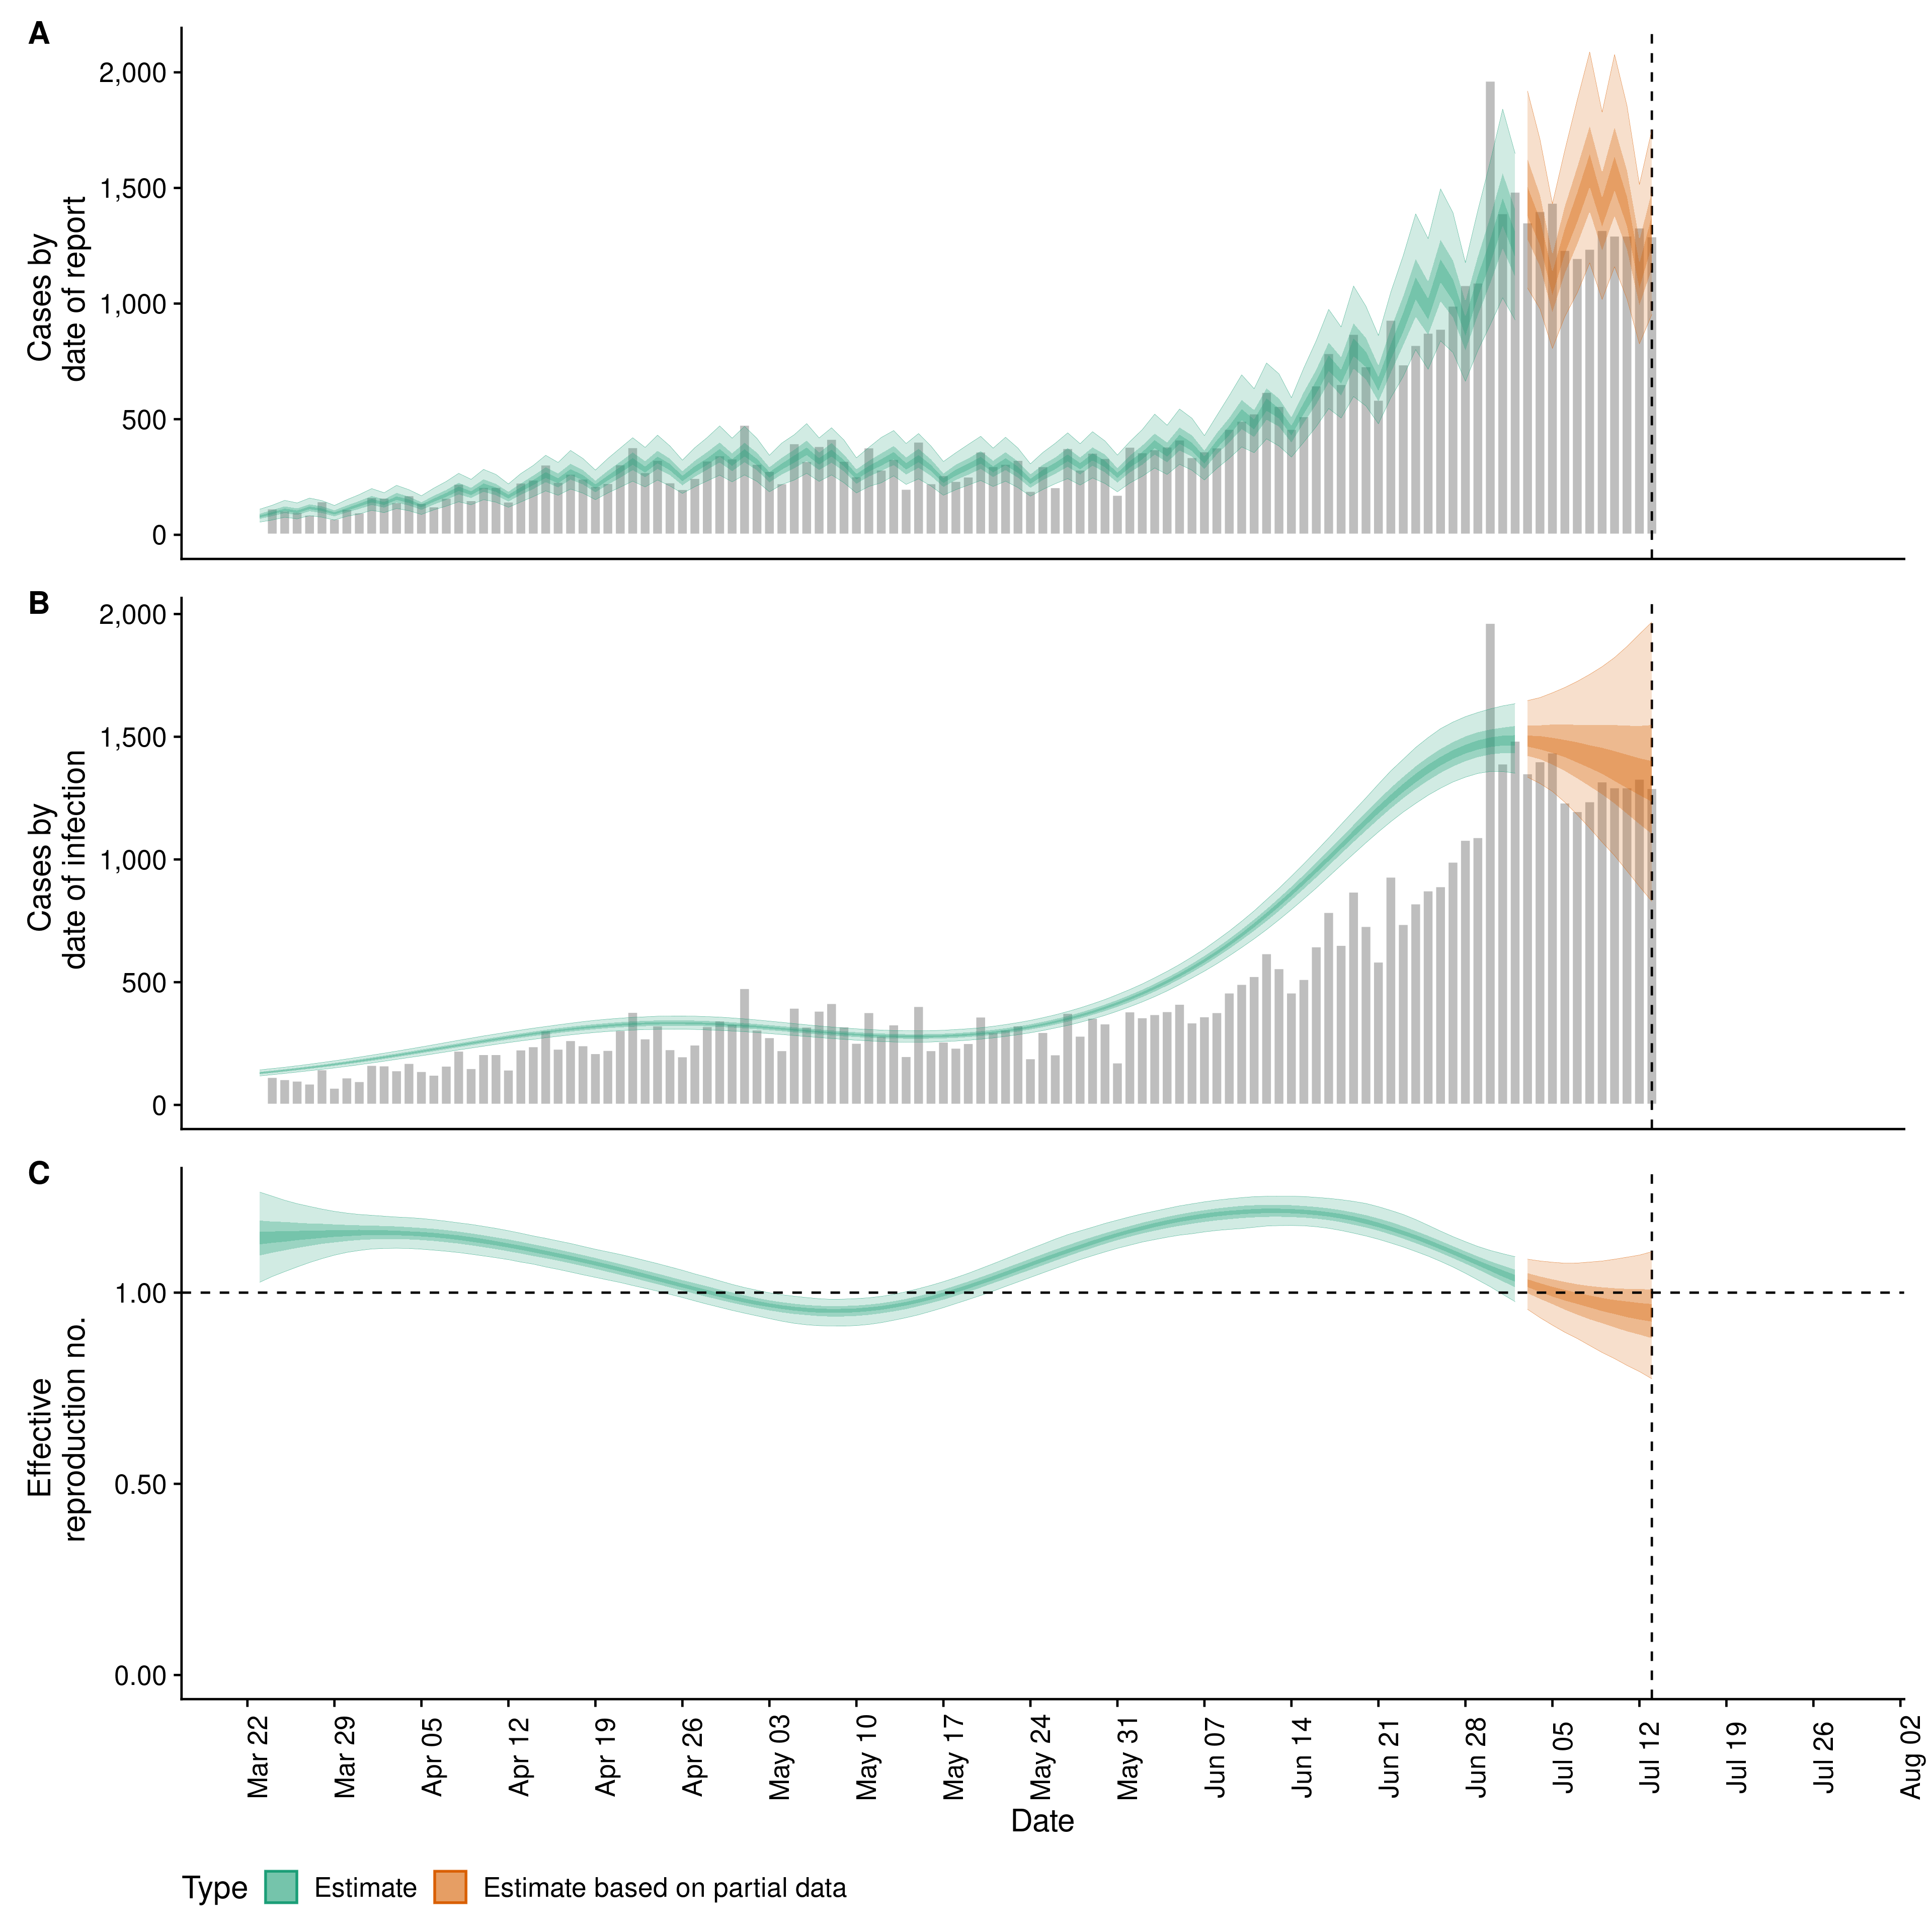 A
Cases by
date of report
2,000
1,500
1,000
500
0
B
Cases by
date of infection
2,000
1,500
1,000
500
0
C
Effective
reproduction no.
1.00
0.50
0.00
Mar 22
Mar 29
Apr 05
Apr 12
Apr 19
Apr 26
May 03
May 10
May 17
May 24
May 31
Jun 07
Jun 14
Jun 21
Jun 28
Jul 05
Jul 12
Jul 19
Jul 26
Aug 02
Date
Type Estimate Estimate based on partial data